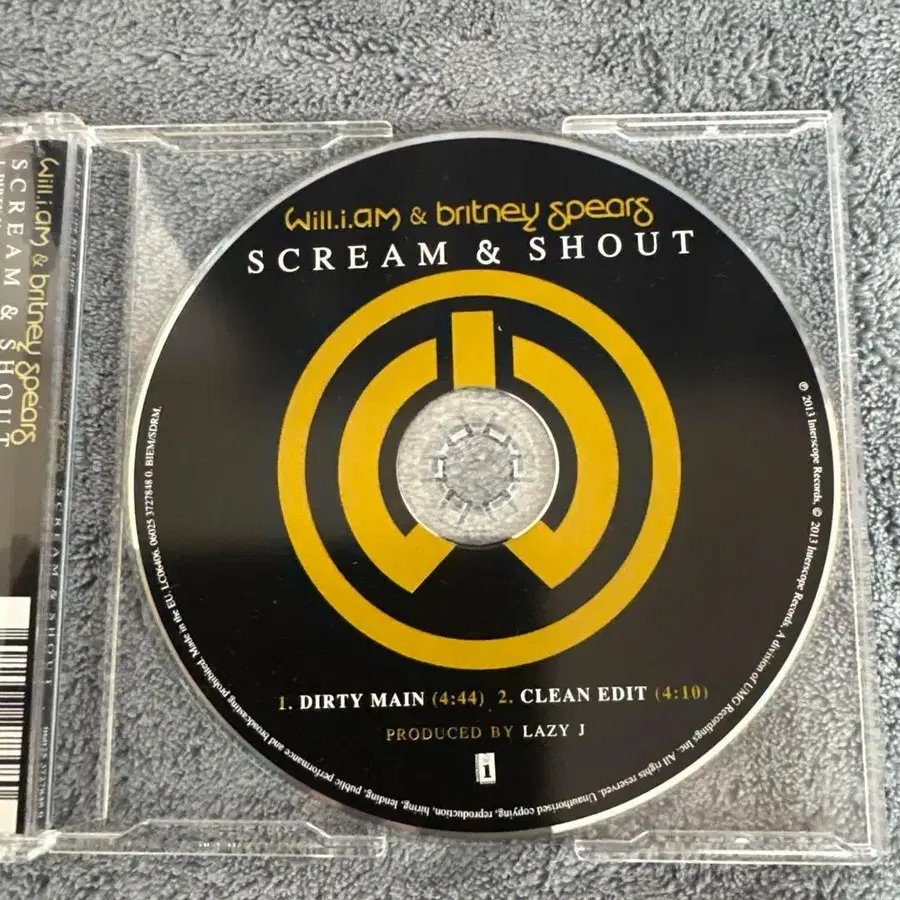 will.i.am & britney spears
SCREAM & SHOUT
will.i.am & britney spears
SCREAM & SHOUT
1. DIRTY MAIN (4:44) 2. CLEAN EDIT (4:10)
PRODUCED BY LAZY J
i
℗ 2013 Interscope Records, © 2013 Interscope Records, A division of UMG Recordings Inc. All rights reserved. Unauthorised copying, reproduction, hiring, lending, public performance and broadcasting prohibited. Made in the EU. LC06406. 06025 3727848 0. BIEM/SDRM.
SCREAM & SHOUT